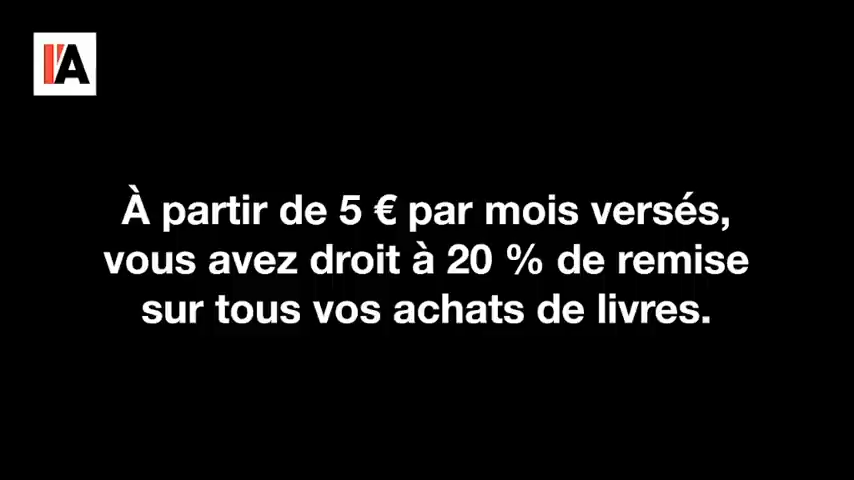 l'A
À partir de 5 € par mois versés,
vous avez droit à 20 % de remise
sur tous vos achats de livres.